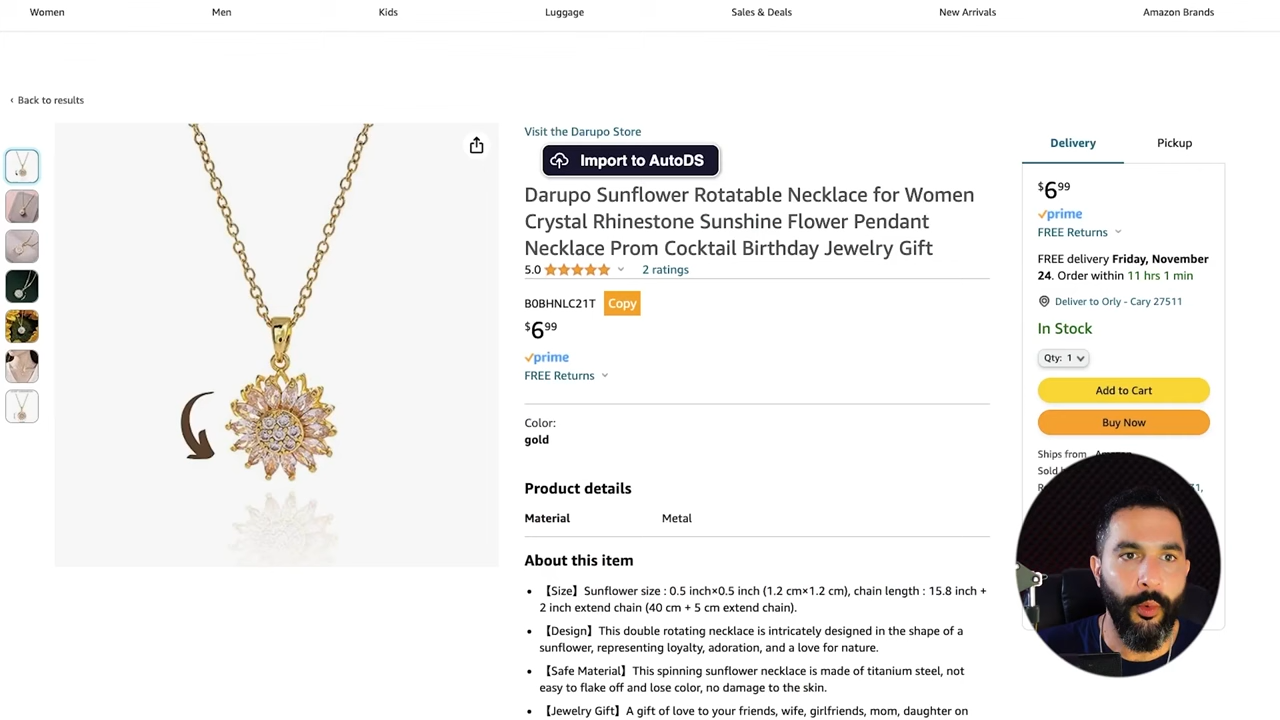 Women Men Kids Luggage Sales & Deals New Arrivals Amazon Brands
‹ Back to results
Visit the Darupo Store
Import to AutoDS
Darupo Sunflower Rotatable Necklace for Women
Crystal Rhinestone Sunshine Flower Pendant
Necklace Prom Cocktail Birthday Jewelry Gift
5.0 2 ratings
B0BHNLC21T Copy
$6.99
prime
FREE Returns
Color:
gold
Product details
Material Metal
About this item
• 【Size】Sunflower size : 0.5 inch×0.5 inch (1.2 cm×1.2 cm), chain length : 15.8 inch +
2 inch extend chain (40 cm + 5 cm extend chain).
• 【Design】This double rotating necklace is intricately designed in the shape of a
sunflower, representing loyalty, adoration, and a love for nature.
• 【Safe Material】This spinning sunflower necklace is made of titanium steel, not
easy to flake off and lose color, no damage to the skin.
• 【Jewelry Gift】A gift of love to your friends, wife, girlfriends, mom, daughter on
Delivery Pickup
$6.99
prime
FREE Returns
FREE delivery Friday, November
24. Order within 11 hrs 1 min
Deliver to Orly - Cary 27511
In Stock
Qty: 1
Add to Cart
Buy Now
Ships from
Sold